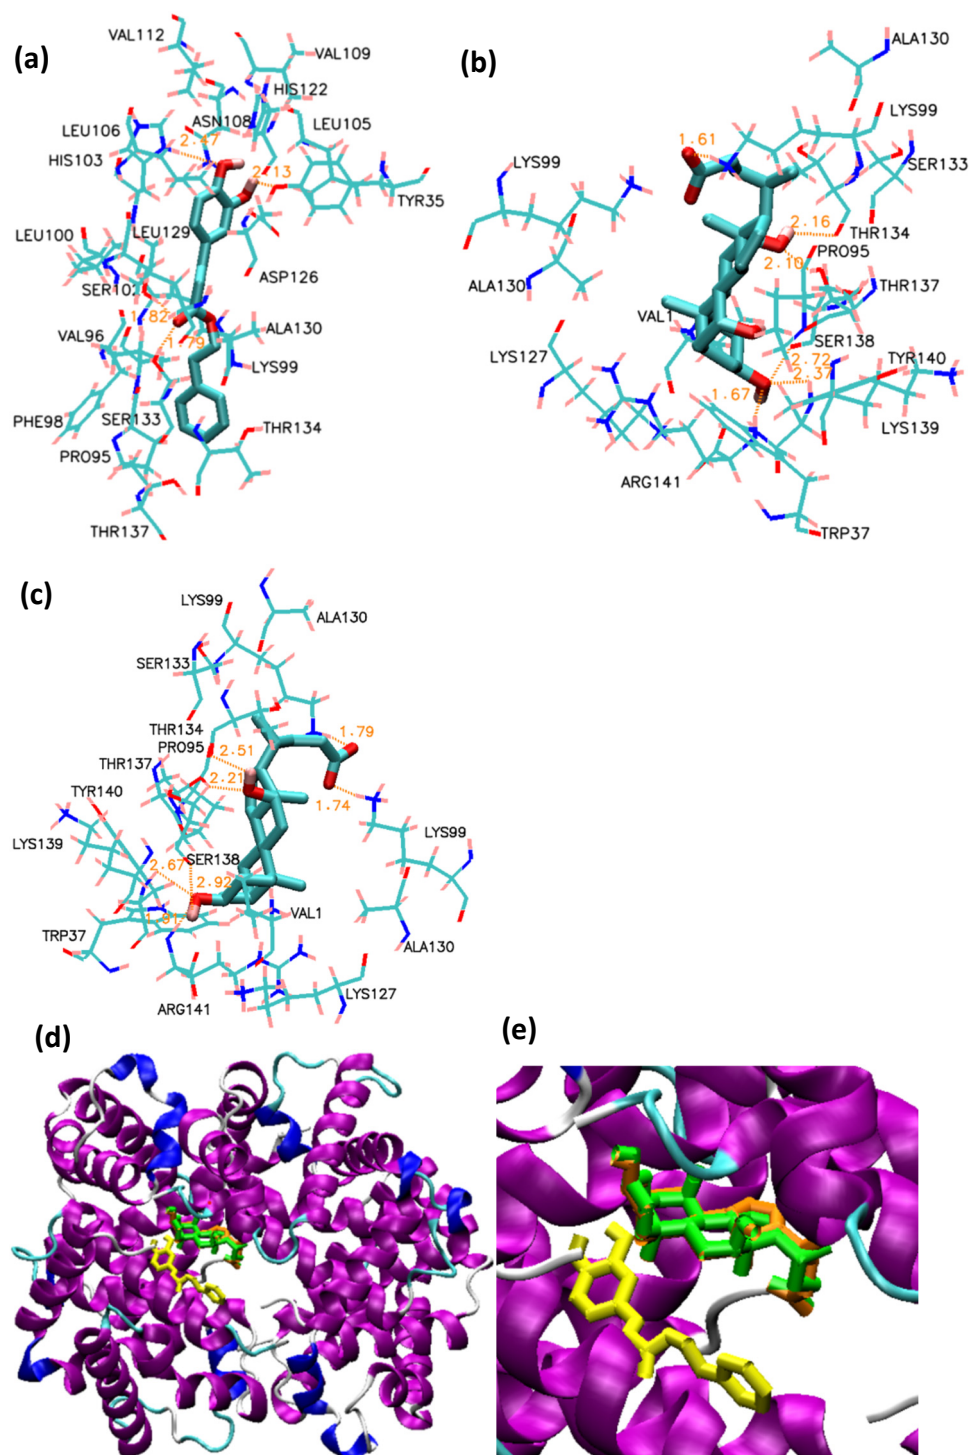 (a)
VAL112
VAL109
HIS122
ASN108
LEU105
LEU106
2.47
HIS103
2.13
TYR35
LEU100
LEU129
ASP126
SER102
1.82
VAL96
1.79
ALA130
LYS99
PHE98
SER133
THR134
PRO95
THR137
(b)
ALA130
LYS99
1.61
LYS99
SER133
2.16
THR134
PRO95
2.10
ALA130
THR137
VAL1
SER138
LYS127
2.72
TYR140
2.37
1.67
LYS139
ARG141
TRP37
(c)
LYS99
ALA130
SER133
THR134
1.79
PRO95
2.51
THR137
2.21
TYR140
1.74
LYS139
LYS99
SER138
2.67
2.92
VAL1
1.91
TRP37
ALA130
LYS127
ARG141
(d)
(e)